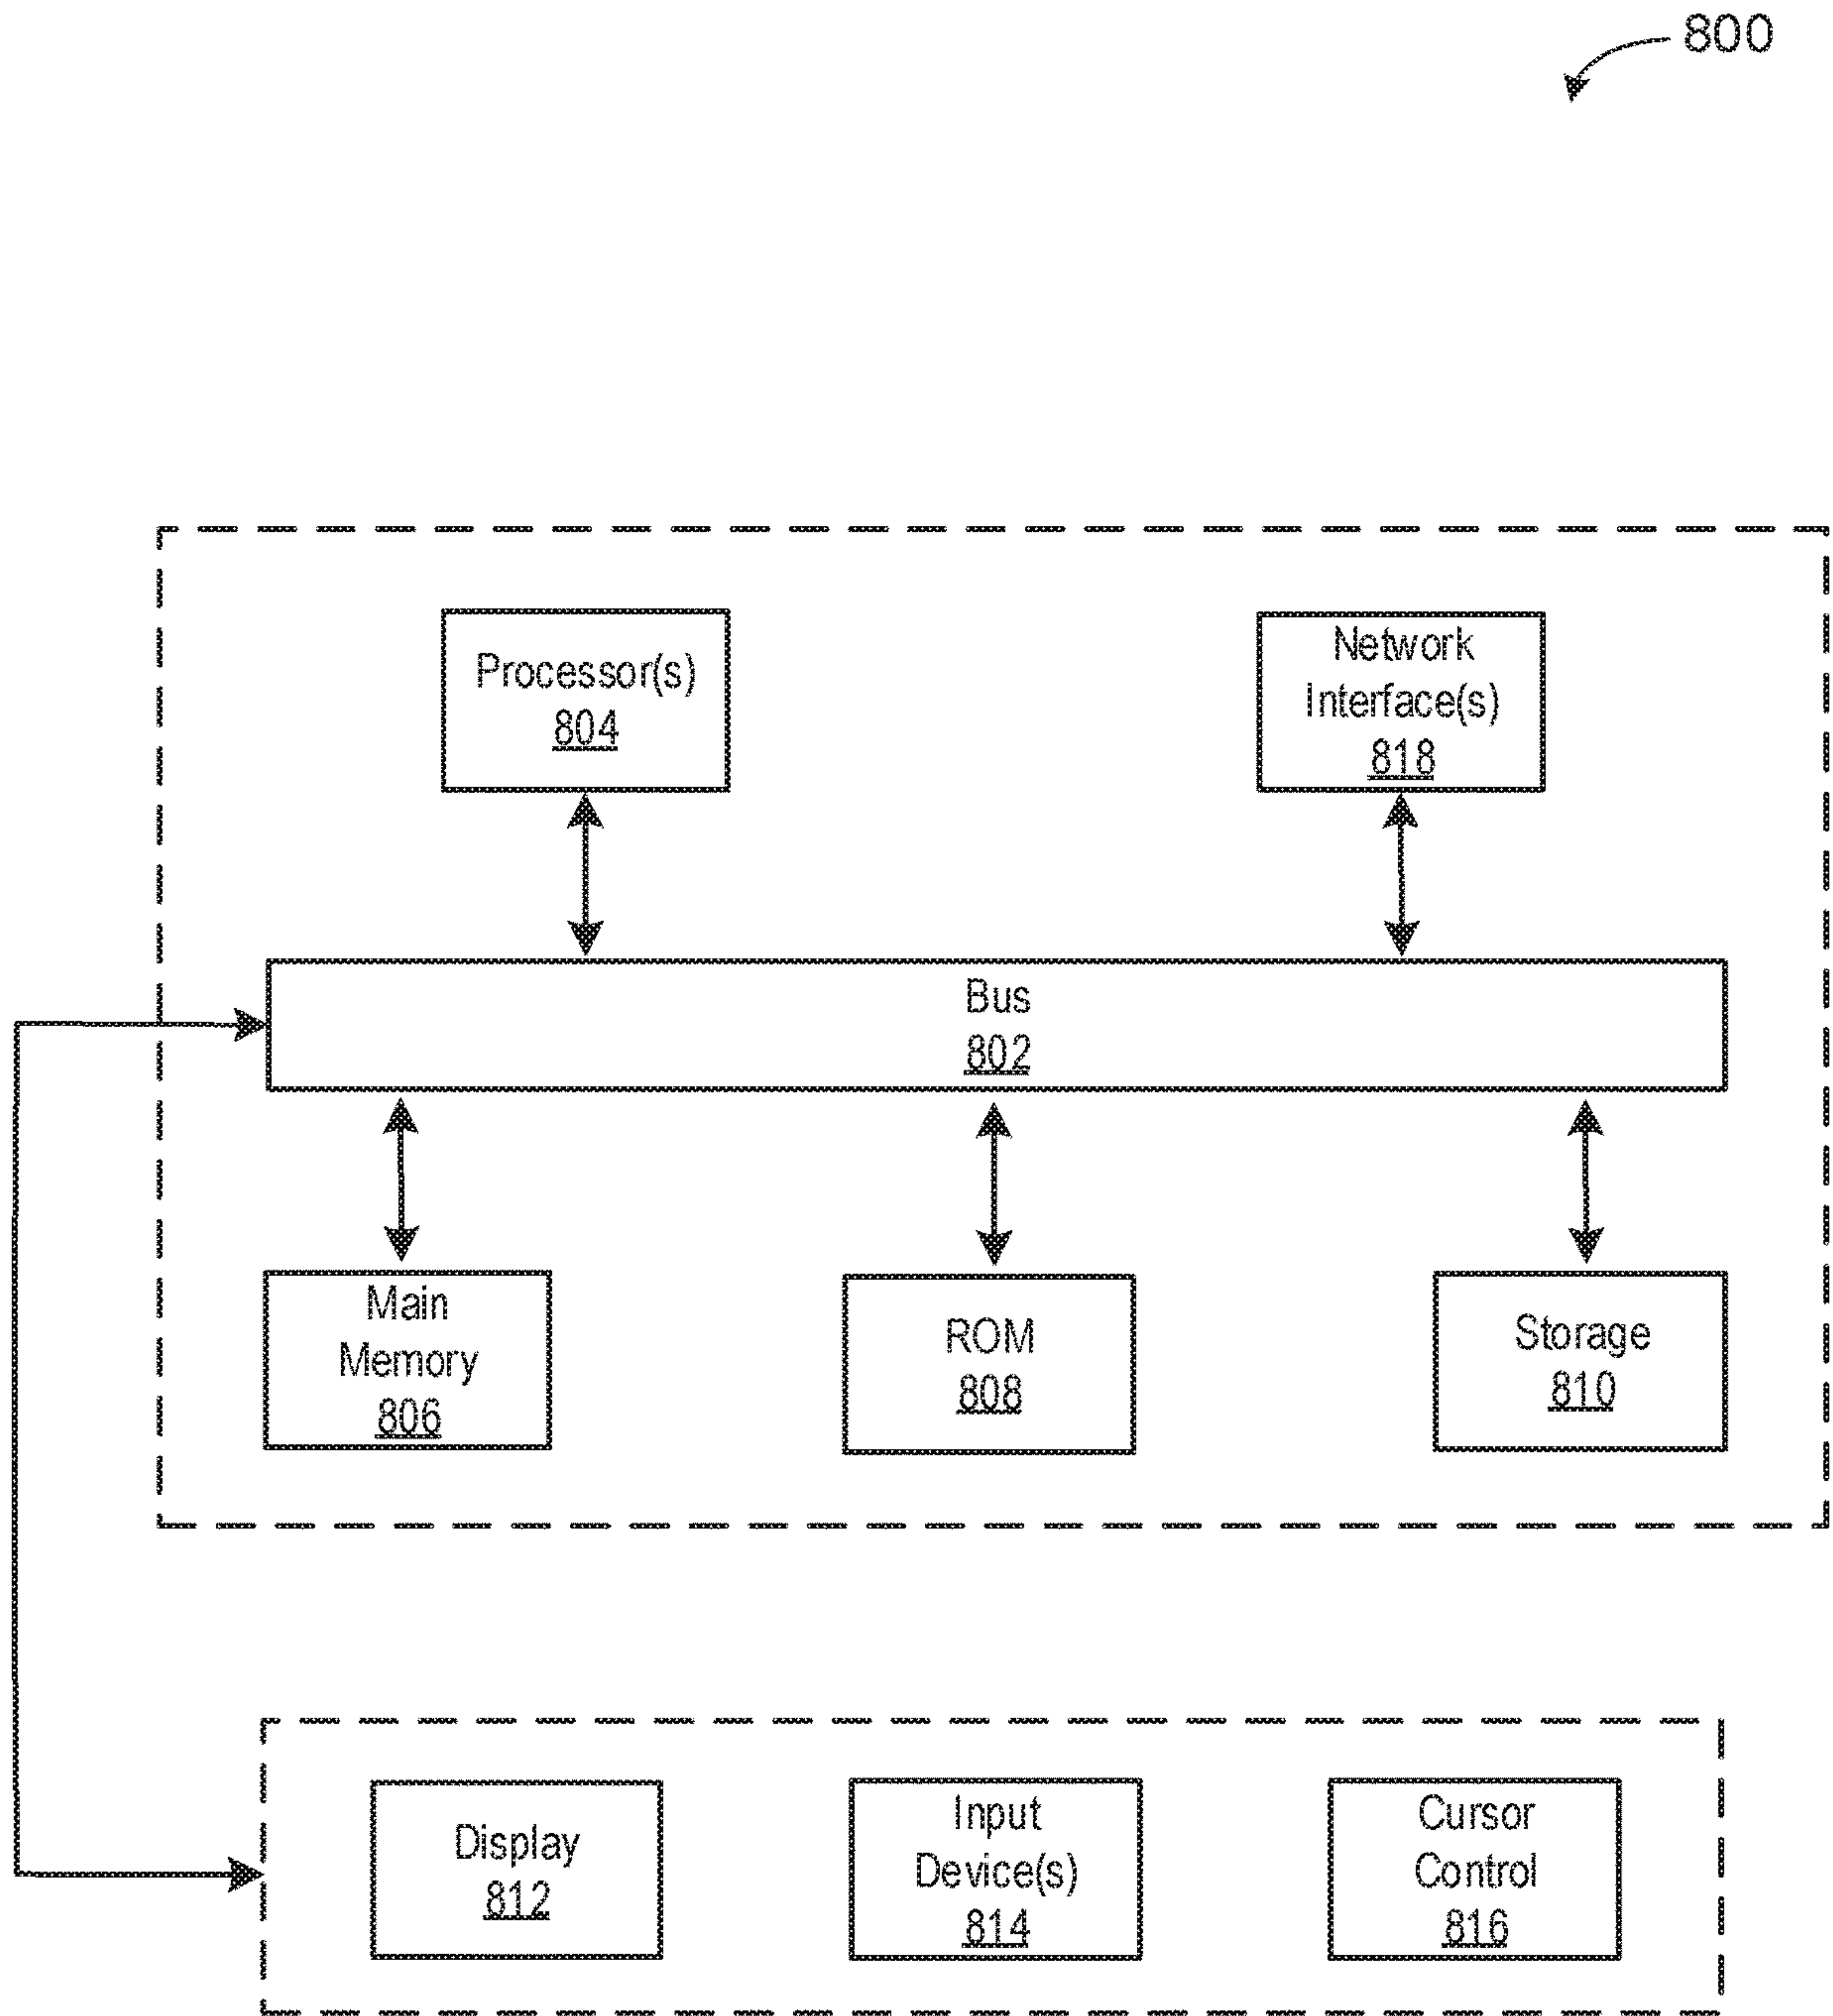 800
Processor(s)
804
Network
Interface(s)
818
Bus
802
Main
Memory
806
ROM
808
Storage
810
Display
812
Input
Device(s)
814
Cursor
Control
816